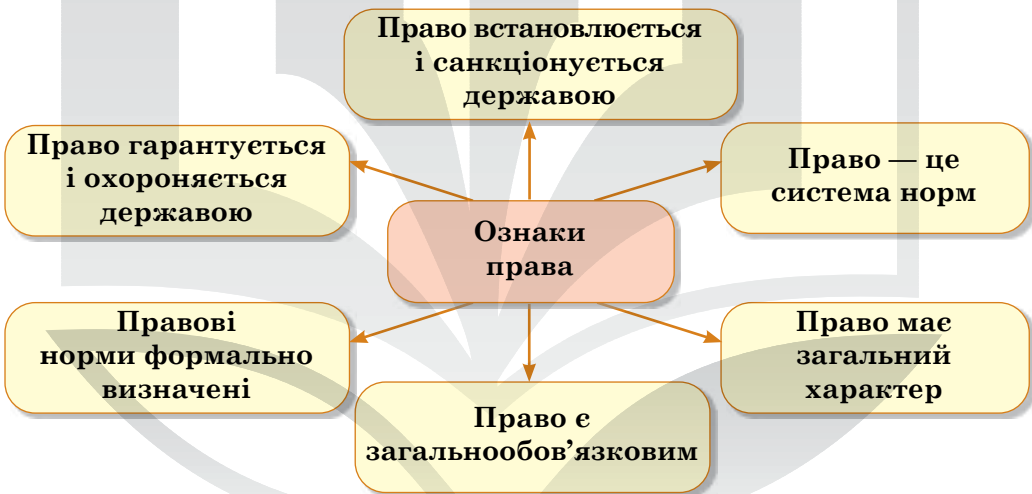 Право встановлюється
і санкціонується
державою
Право гарантується
і охороняється
державою
Право — це
система норм
Ознаки
права
Правові
норми формально
визначені
Право має
загальний
характер
Право є
загальнообов'язковим